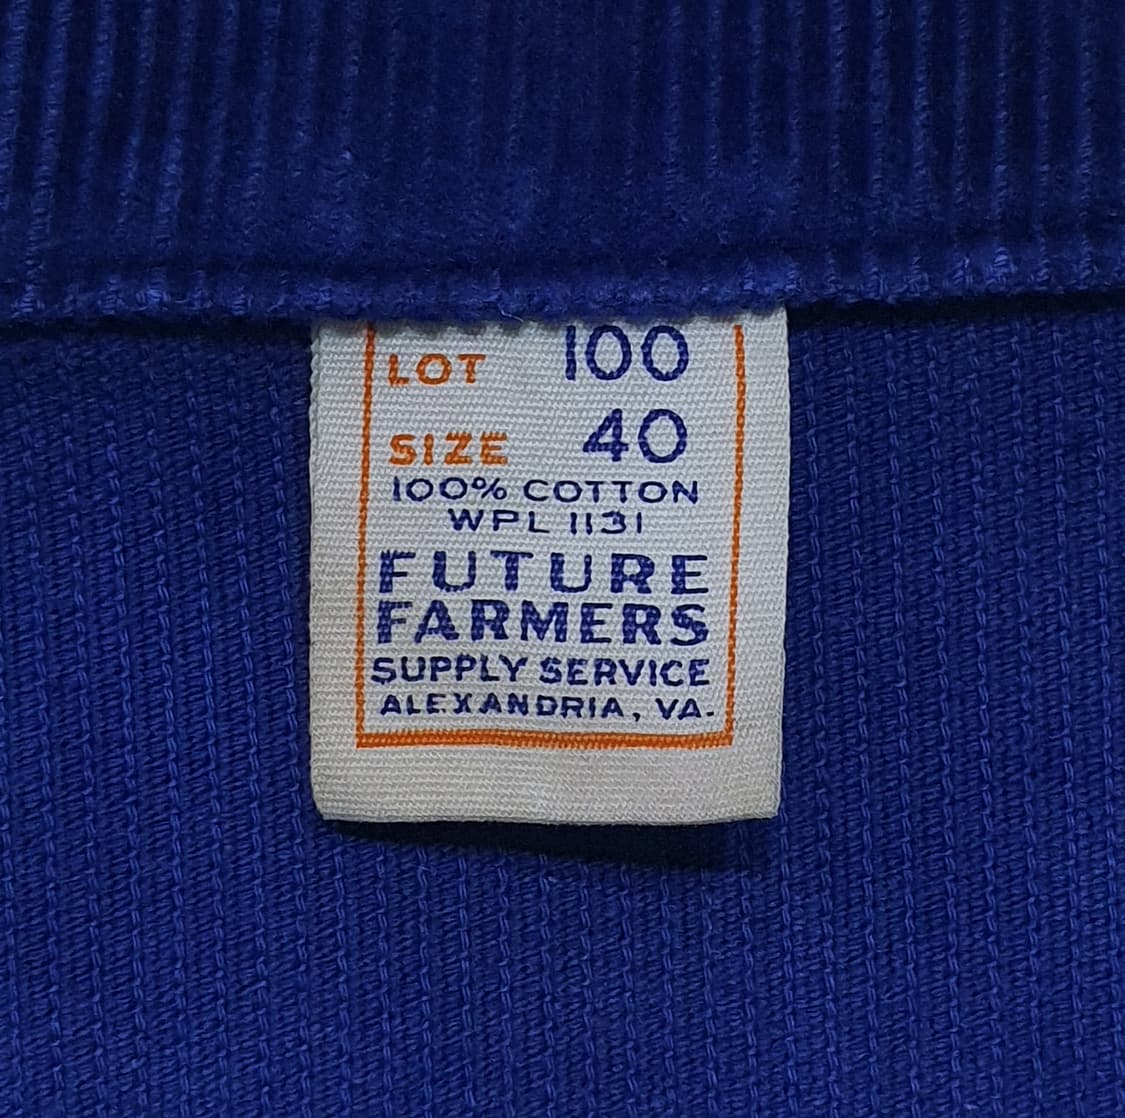 LOT 100
SIZE 40
100% COTTON
WPL 1131
FUTURE
FARMERS
SUPPLY SERVICE
ALEXANDRIA, VA.